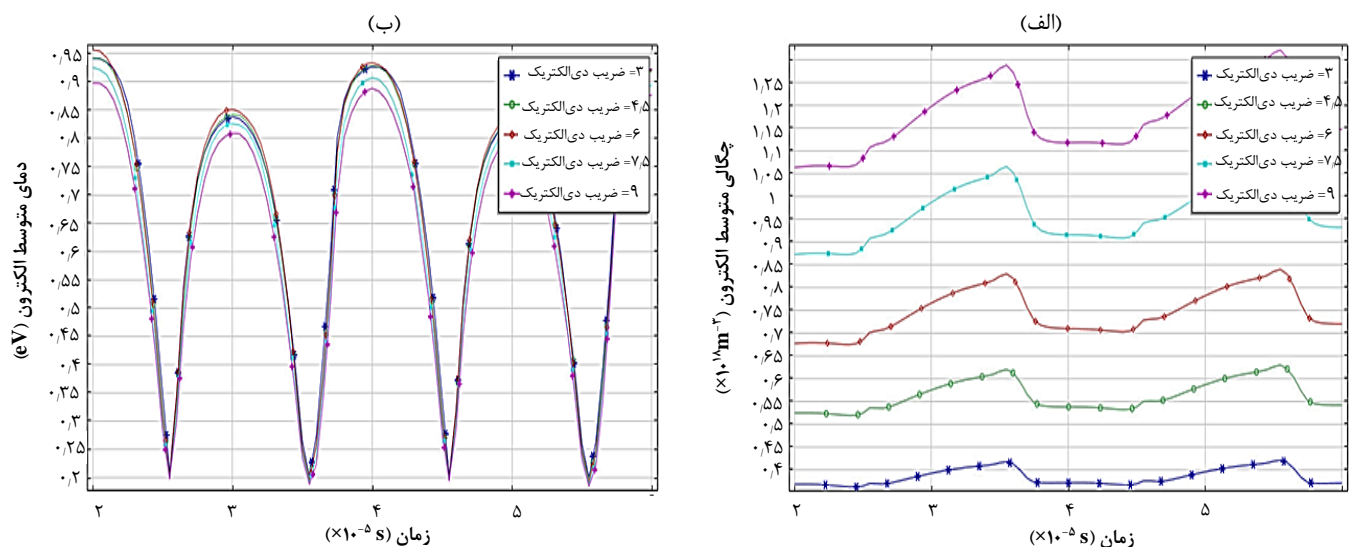 (الف)
چگالی متوسط الکترون (×۱۰^۱۸ m^-۳)
۱٫۲۵
۱٫۲
۱٫۱۵
۱٫۱
۱٫۰۵
۱
۰٫۹۵
۰٫۹
۰٫۸۵
۰٫۸
۰٫۷
۰٫۶۵
۰٫۶
۰٫۵۵
۰٫۴۵
۰٫۴
۲
۳
۴
۵
زمان (×۱۰^-۵ s)
ضریب دی‌الکتریک =۳
ضریب دی‌الکتریک =۴٫۵
ضریب دی‌الکتریک =۶
ضریب دی‌الکتریک =۷٫۵
ضریب دی‌الکتریک =۹
(ب)
دمای متوسط الکترون (eV)
۰٫۹۵
۰٫۹
۰٫۸۵
۰٫۸
۰٫۷۵
۰٫۷
۰٫۶۵
۰٫۶
۰٫۵۵
۰٫۵
۰٫۴۵
۰٫۴
۰٫۳۵
۰٫۳
۰٫۲۵
۰٫۲
۲
۳
۴
۵
زمان (×۱۰^-۵ s)
ضریب دی‌الکتریک =۳
ضریب دی‌الکتریک =۴٫۵
ضریب دی‌الکتریک =۶
ضریب دی‌الکتریک =۷٫۵
ضریب دی‌الکتریک =۹